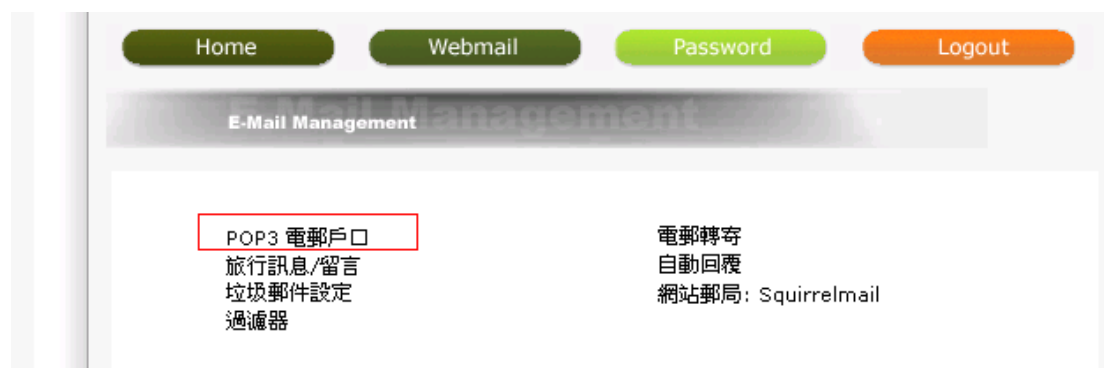 Home
Webmail
Password
Logout
E-Mail Management
POP3 電郵戶口
旅行訊息/留言
垃圾郵件設定
過濾器
電郵轉寄
自動回覆
網站郵局: Squirrelmail